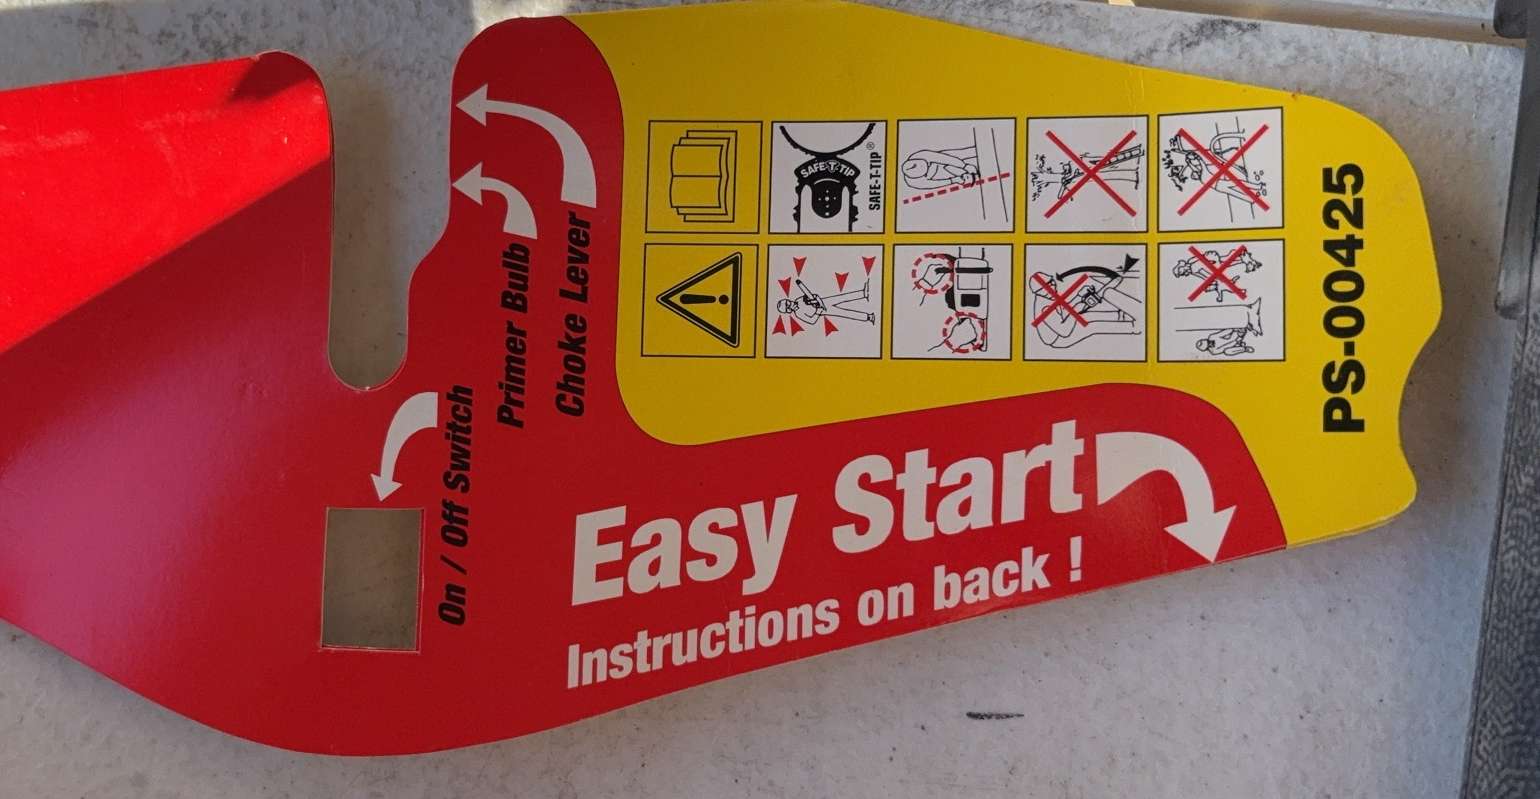 Choke Lever
Primer Bulb
On / Off Switch
SAFE-T-TIP
SAFE-T-TIP®
PS-00425
Easy Start
Instructions on back !